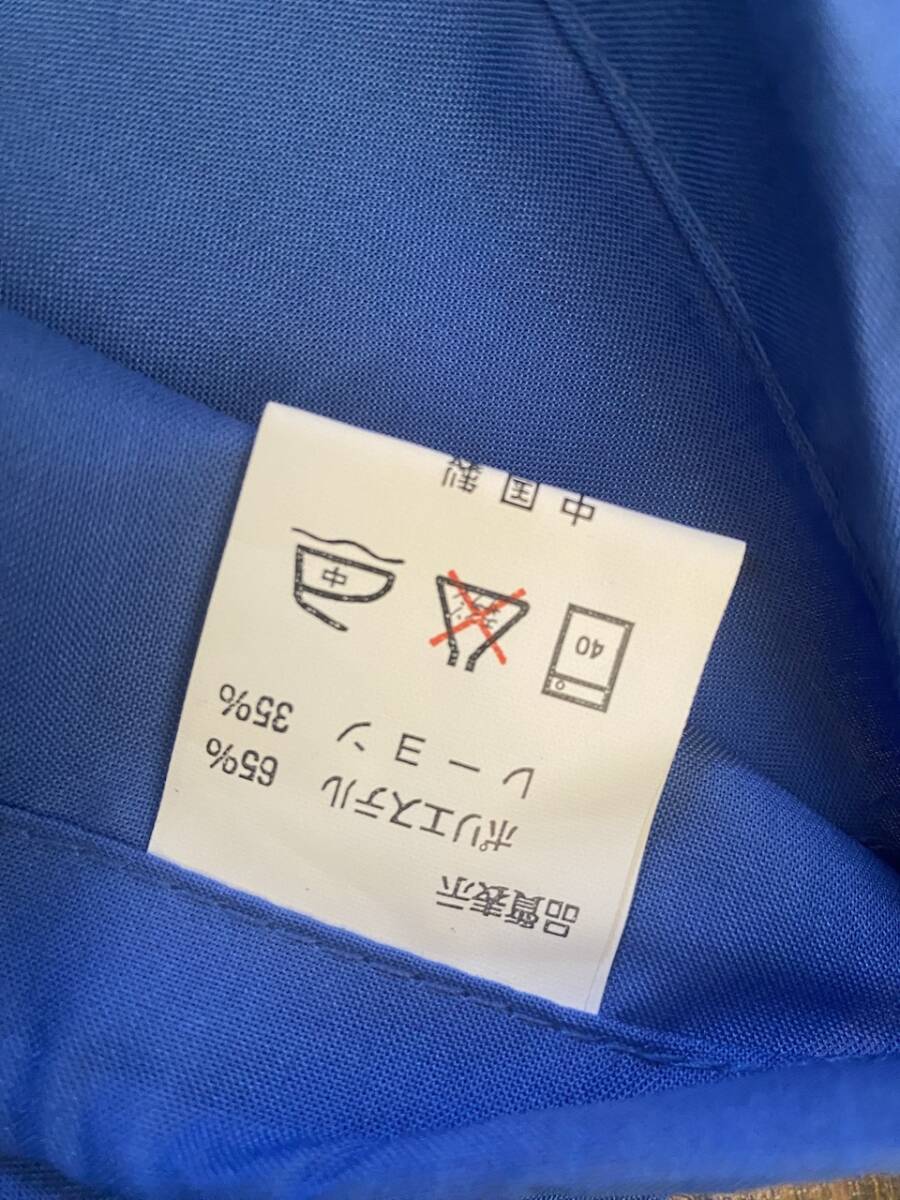 品質表示
ポリエステル 65%
レーヨン 35%
40
中
中国製